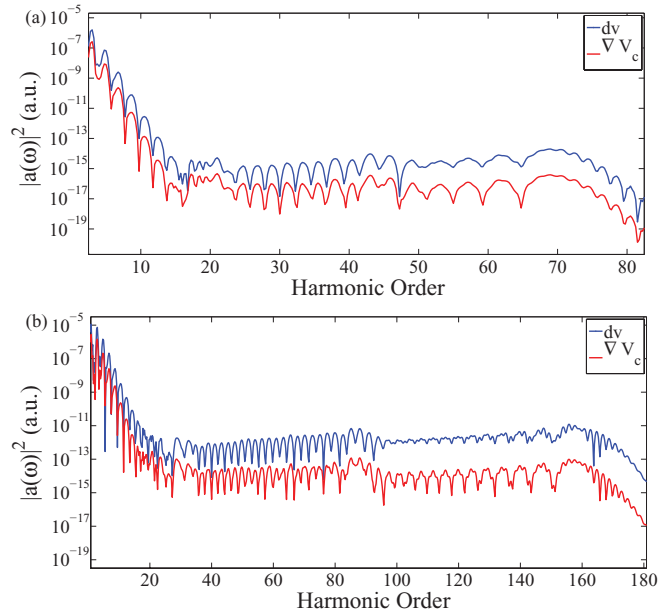 (a)
10^-5
10^-7
10^-9
10^-11
10^-13
10^-15
10^-17
10^-19
|a(ω)|^2 (a.u.)
dv
∇ V_c
10 20 30 40 50 60 70 80
Harmonic Order
(b)
10^-5
10^-7
10^-9
10^-11
10^-13
10^-15
10^-17
10^-19
|a(ω)|^2 (a.u.)
dv
∇ V_c
20 40 60 80 100 120 140 160 180
Harmonic Order